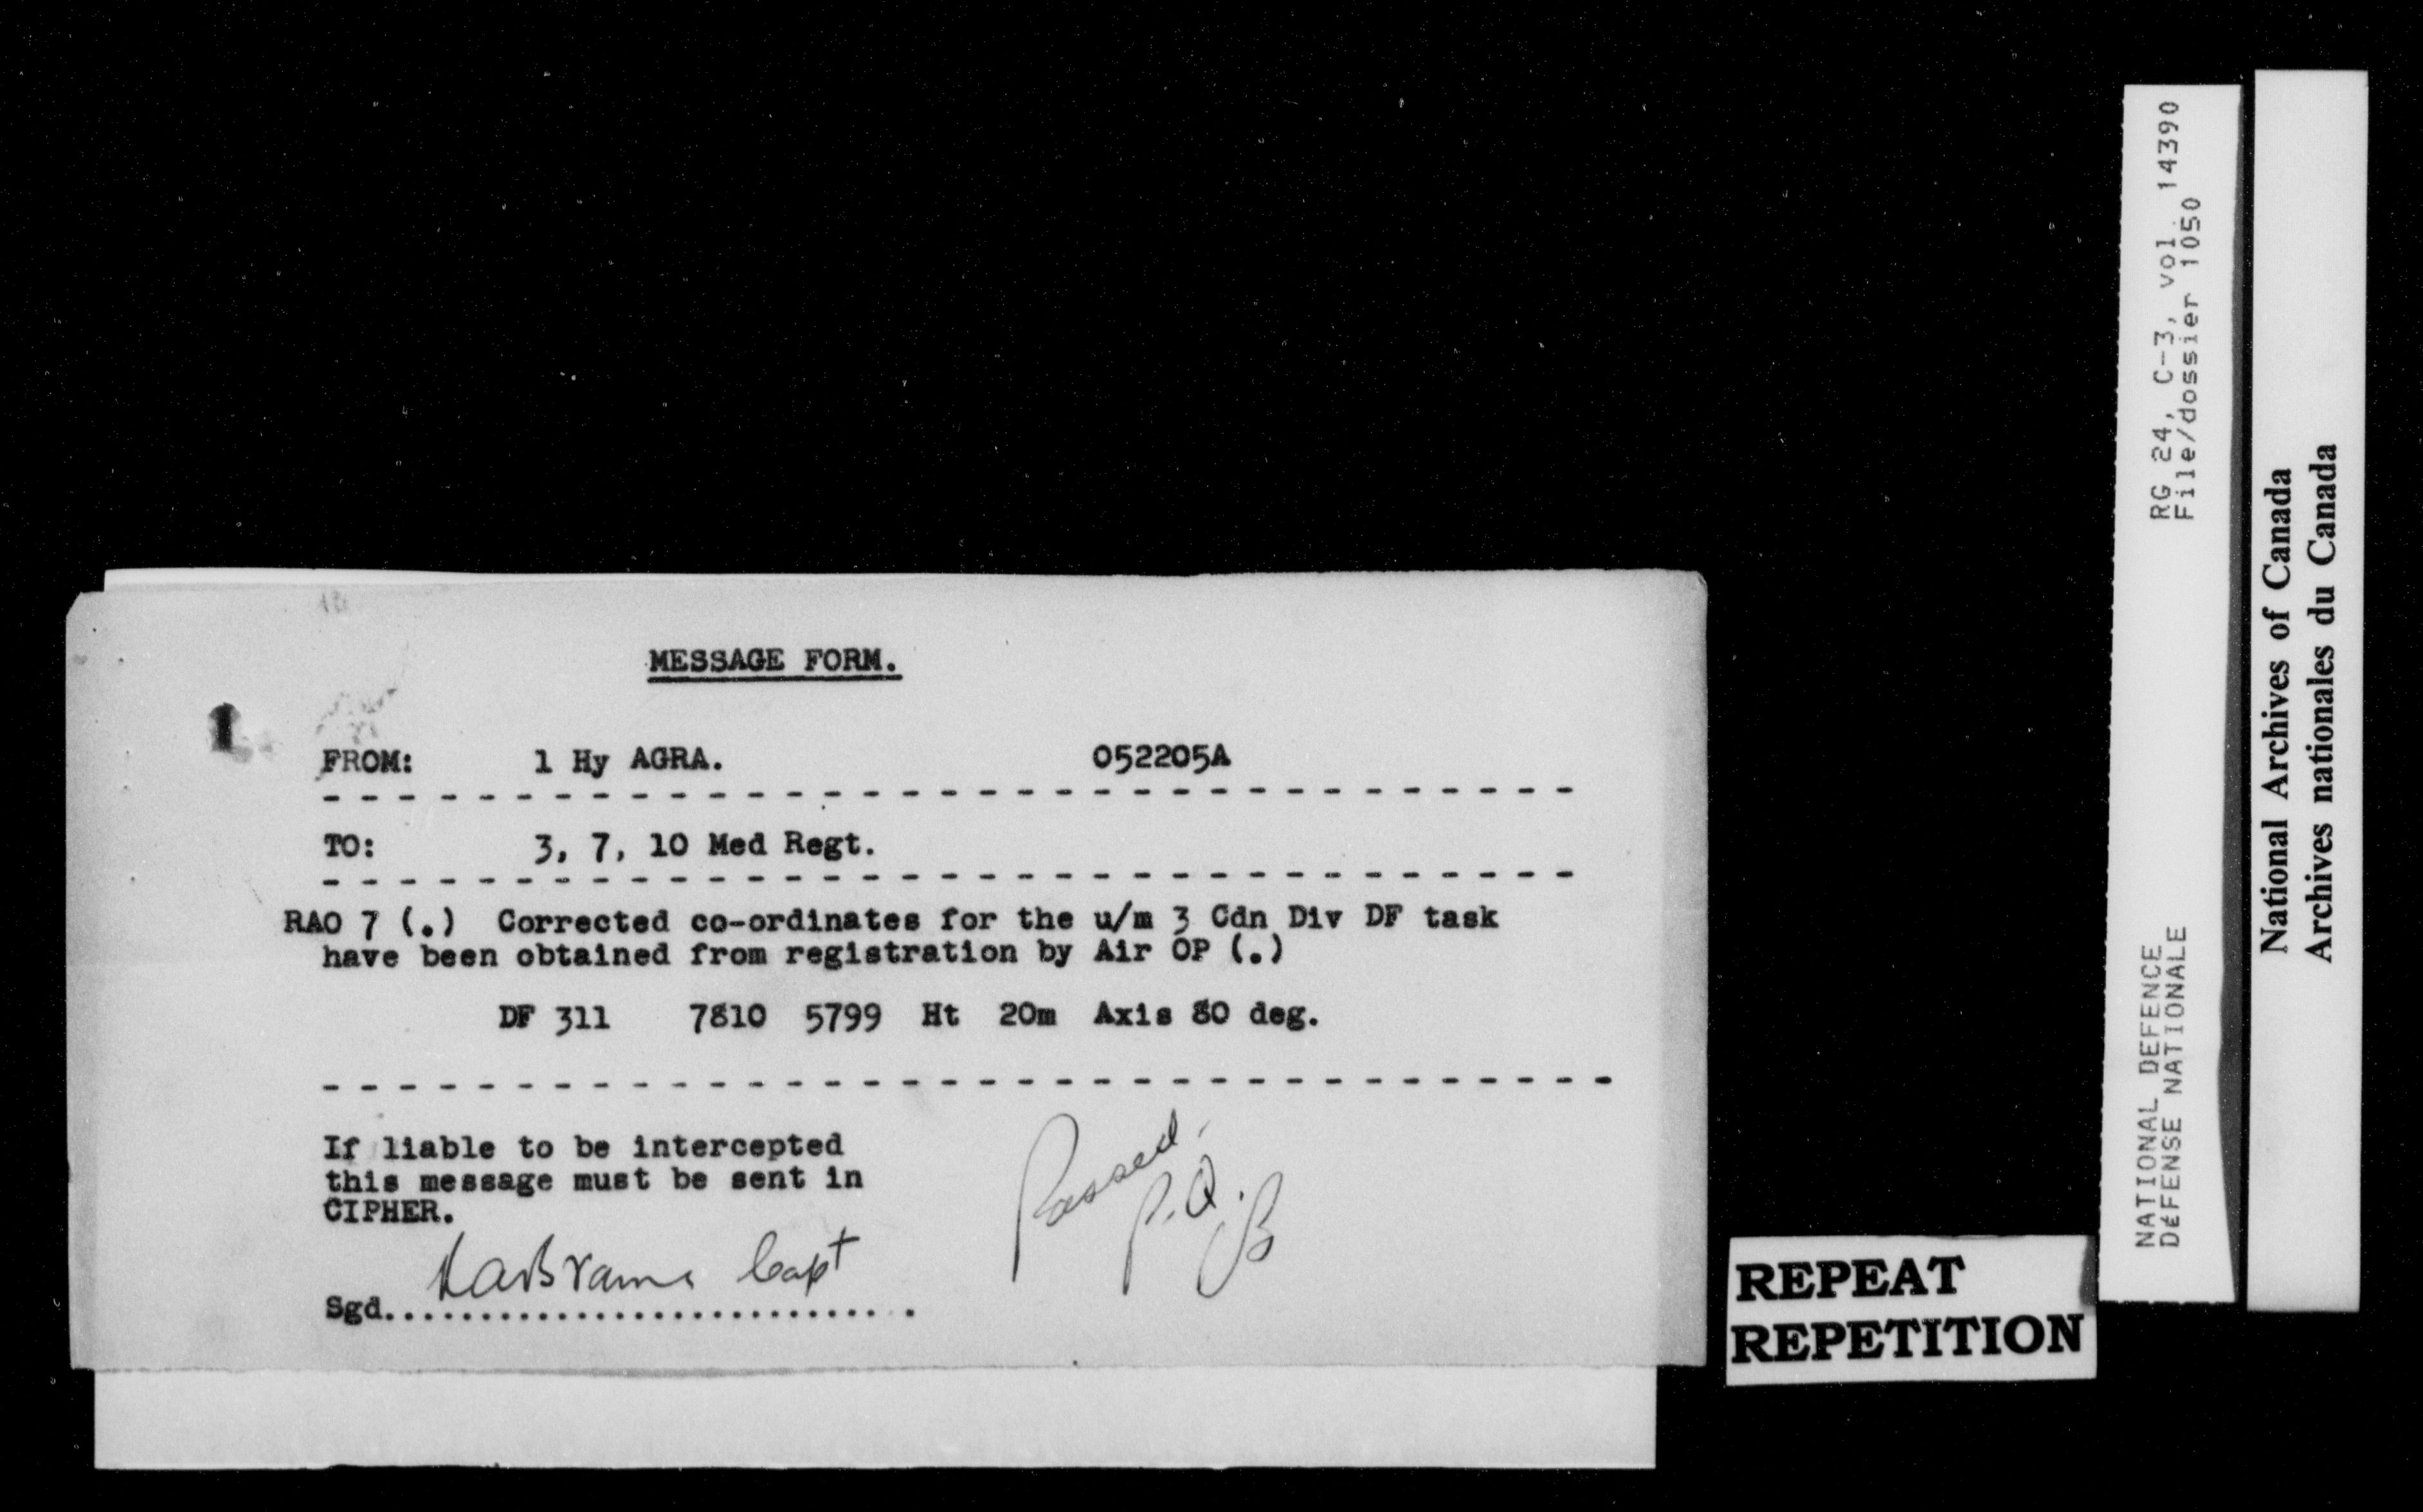 MESSAGE FORM.
FROM: 1 Hy AGRA. 052205A
TO: 3, 7, 10 Med Regt.
RAO 7 (.) Corrected co-ordinates for the u/m 3 Cdn Div DF task
have been obtained from registration by Air OP (.)
DF 311 7810 5799 Ht 20m Axis 80 deg.
If liable to be intercepted
this message must be sent in
CIPHER.
Capt
Sgd..............................
Passed
REPEAT
REPETITION
RG 24, C-3, vol. 14390
File/dossier 1050
NATIONAL DEFENCE
DéFENSE NATIONALE
National Archives of Canada
Archives nationales du Canada